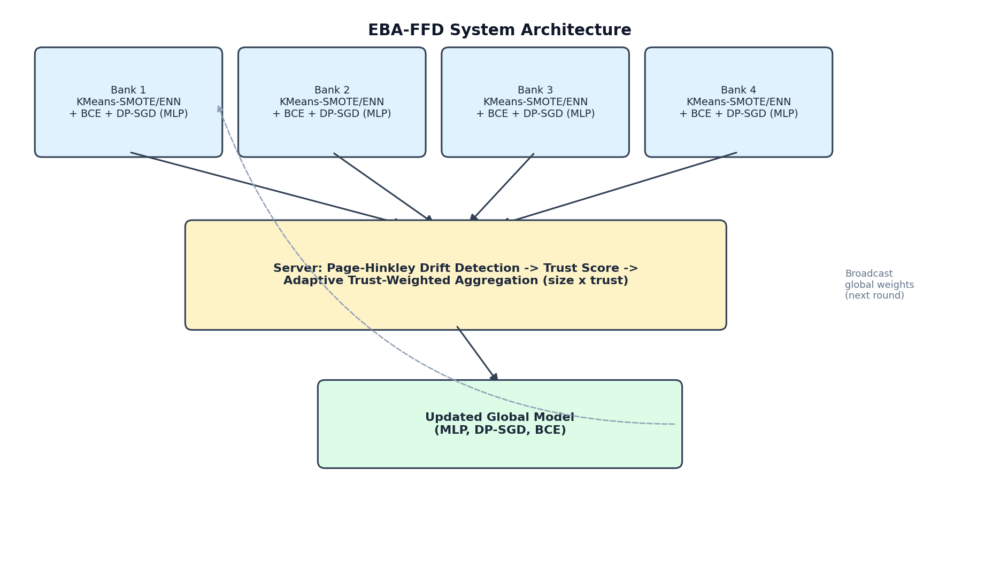 EBA-FFD System Architecture
Bank 1
KMeans-SMOTE/ENN
+ BCE + DP-SGD (MLP)
Bank 2
KMeans-SMOTE/ENN
+ BCE + DP-SGD (MLP)
Bank 3
KMeans-SMOTE/ENN
+ BCE + DP-SGD (MLP)
Bank 4
KMeans-SMOTE/ENN
+ BCE + DP-SGD (MLP)
Server: Page-Hinkley Drift Detection -> Trust Score ->
Adaptive Trust-Weighted Aggregation (size x trust)
Broadcast
global weights
(next round)
Updated Global Model
(MLP, DP-SGD, BCE)